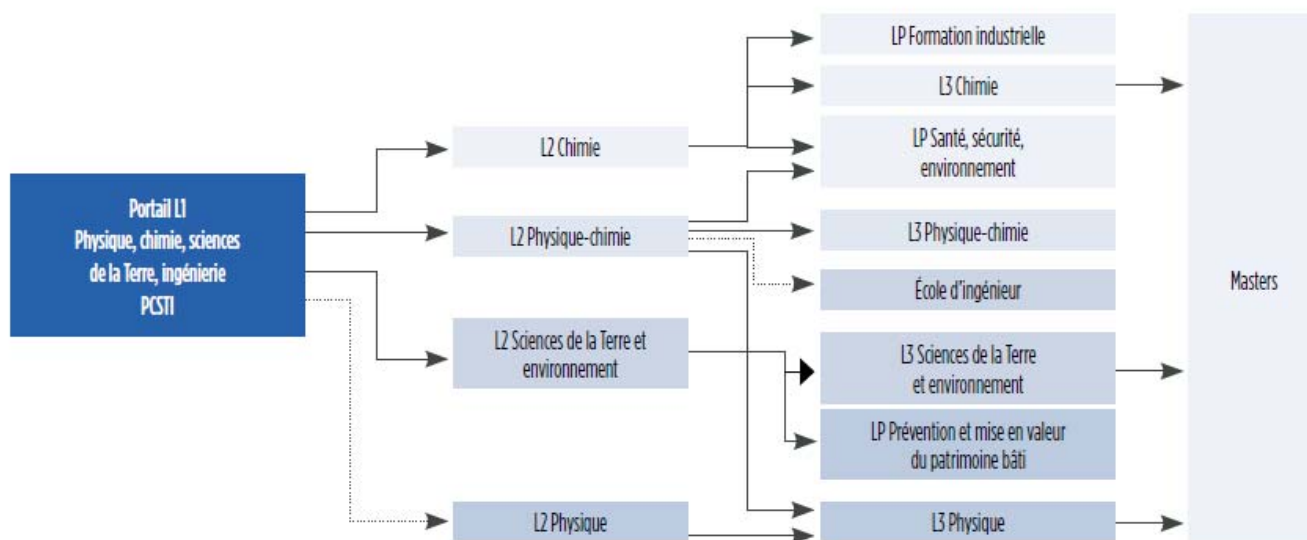 Portail L1
Physique, chimie, sciences
de la Terre, ingénierie
PCSTI
L2 Chimie
L2 Physique-chimie
L2 Sciences de la Terre et
environnement
L2 Physique
LP Formation industrielle
L3 Chimie
LP Santé, sécurité,
environnement
L3 Physique-chimie
École d'ingénieur
L3 Sciences de la Terre
et environnement
LP Prévention et mise en valeur
du patrimoine bâti
L3 Physique
Masters